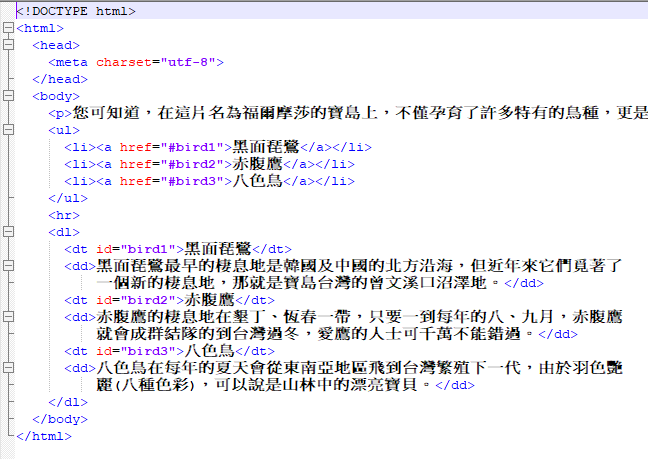 <!DOCTYPE html>
<html>
<head>
<meta charset="utf-8">
</head>
<body>
<p>您可知道，在這片名為福爾摩莎的寶島上，不僅孕育了許多特有的鳥種，更是
<ul>
<li><a href="#bird1">黑面琵鷺</a></li>
<li><a href="#bird2">赤腹鷹</a></li>
<li><a href="#bird3">八色鳥</a></li>
</ul>
<hr>
<dl>
<dt id="bird1">黑面琵鷺</dt>
<dd>黑面琵鷺最早的棲息地是韓國及中國的北方沿海，但近年來它們覓著了
一個新的棲息地，那就是寶島台灣的曾文溪口沼澤地。</dd>
<dt id="bird2">赤腹鷹</dt>
<dd>赤腹鷹的棲息地在墾丁、恆春一帶，只要一到每年的八、九月，赤腹鷹
就會成群結隊的到台灣過冬，愛鷹的人士可千萬不能錯過。</dd>
<dt id="bird3">八色鳥</dt>
<dd>八色鳥在每年的夏天會從東南亞地區飛到台灣繁殖下一代，由於羽色艷
麗(八種色彩)，可以說是山林中的漂亮寶貝。</dd>
</dl>
</body>
</html>